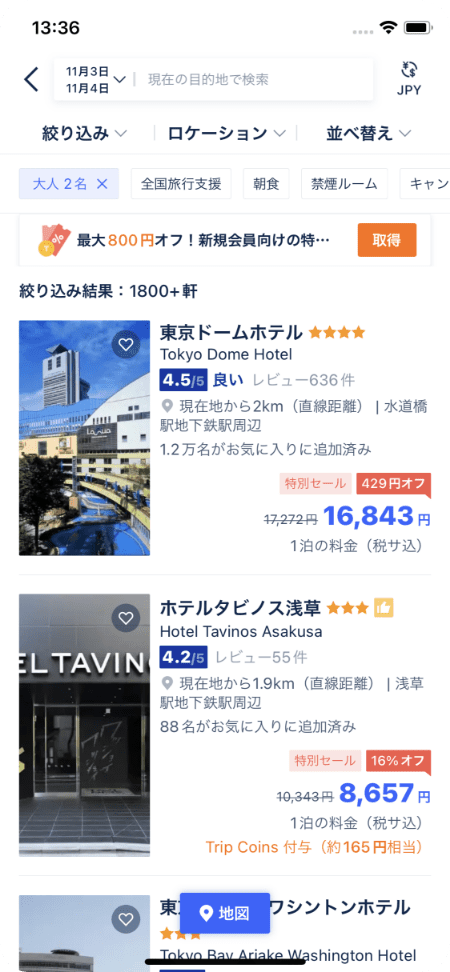 13:36
11月3日
11月4日
現在の目的地で検索
JPY
絞り込み
ロケーション
並べ替え
大人 2名 ×
全国旅行支援
朝食
禁煙ルーム
キャン
最大800円オフ！新規会員向けの特…
取得
絞り込み結果：1800+軒
東京ドームホテル
Tokyo Dome Hotel
4.5/5 良い レビュー636件
現在地から2km（直線距離） | 水道橋
駅地下鉄駅周辺
1.2万名がお気に入りに追加済み
特別セール 429円オフ
17,272円 16,843円
1泊の料金（税サ込）
ホテルタビノス浅草
Hotel Tavinos Asakusa
4.2/5 レビュー55件
現在地から1.9km（直線距離） | 浅草
駅地下鉄駅周辺
88名がお気に入りに追加済み
EL TAVIN
特別セール 16%オフ
10,343円 8,657円
1泊の料金（税サ込）
Trip Coins 付与（約165円相当）
地図
ワシントンホテル
Tokyo Bay Ariake Washington Hotel